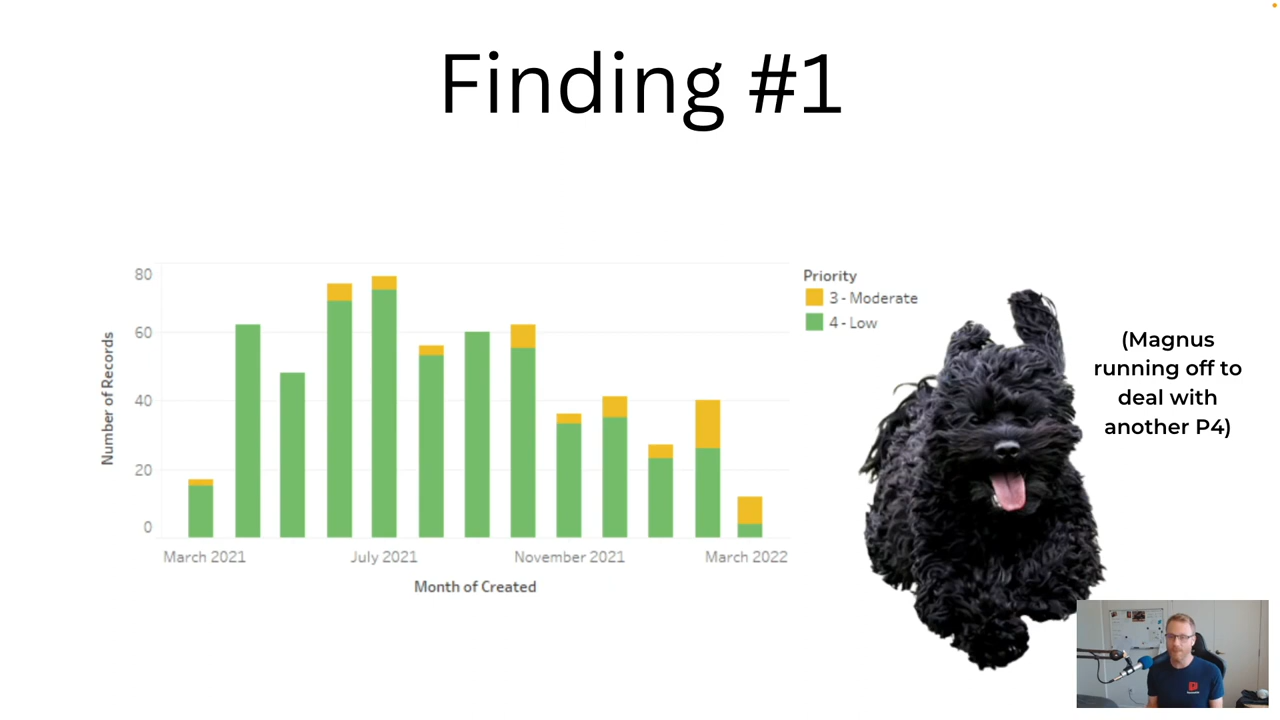 Finding #1
80
60
40
20
0
Number of Records
March 2021
July 2021
November 2021
March 2022
Month of Created
Priority
3 - Moderate
4 - Low
(Magnus
running off to
deal with
another P4)